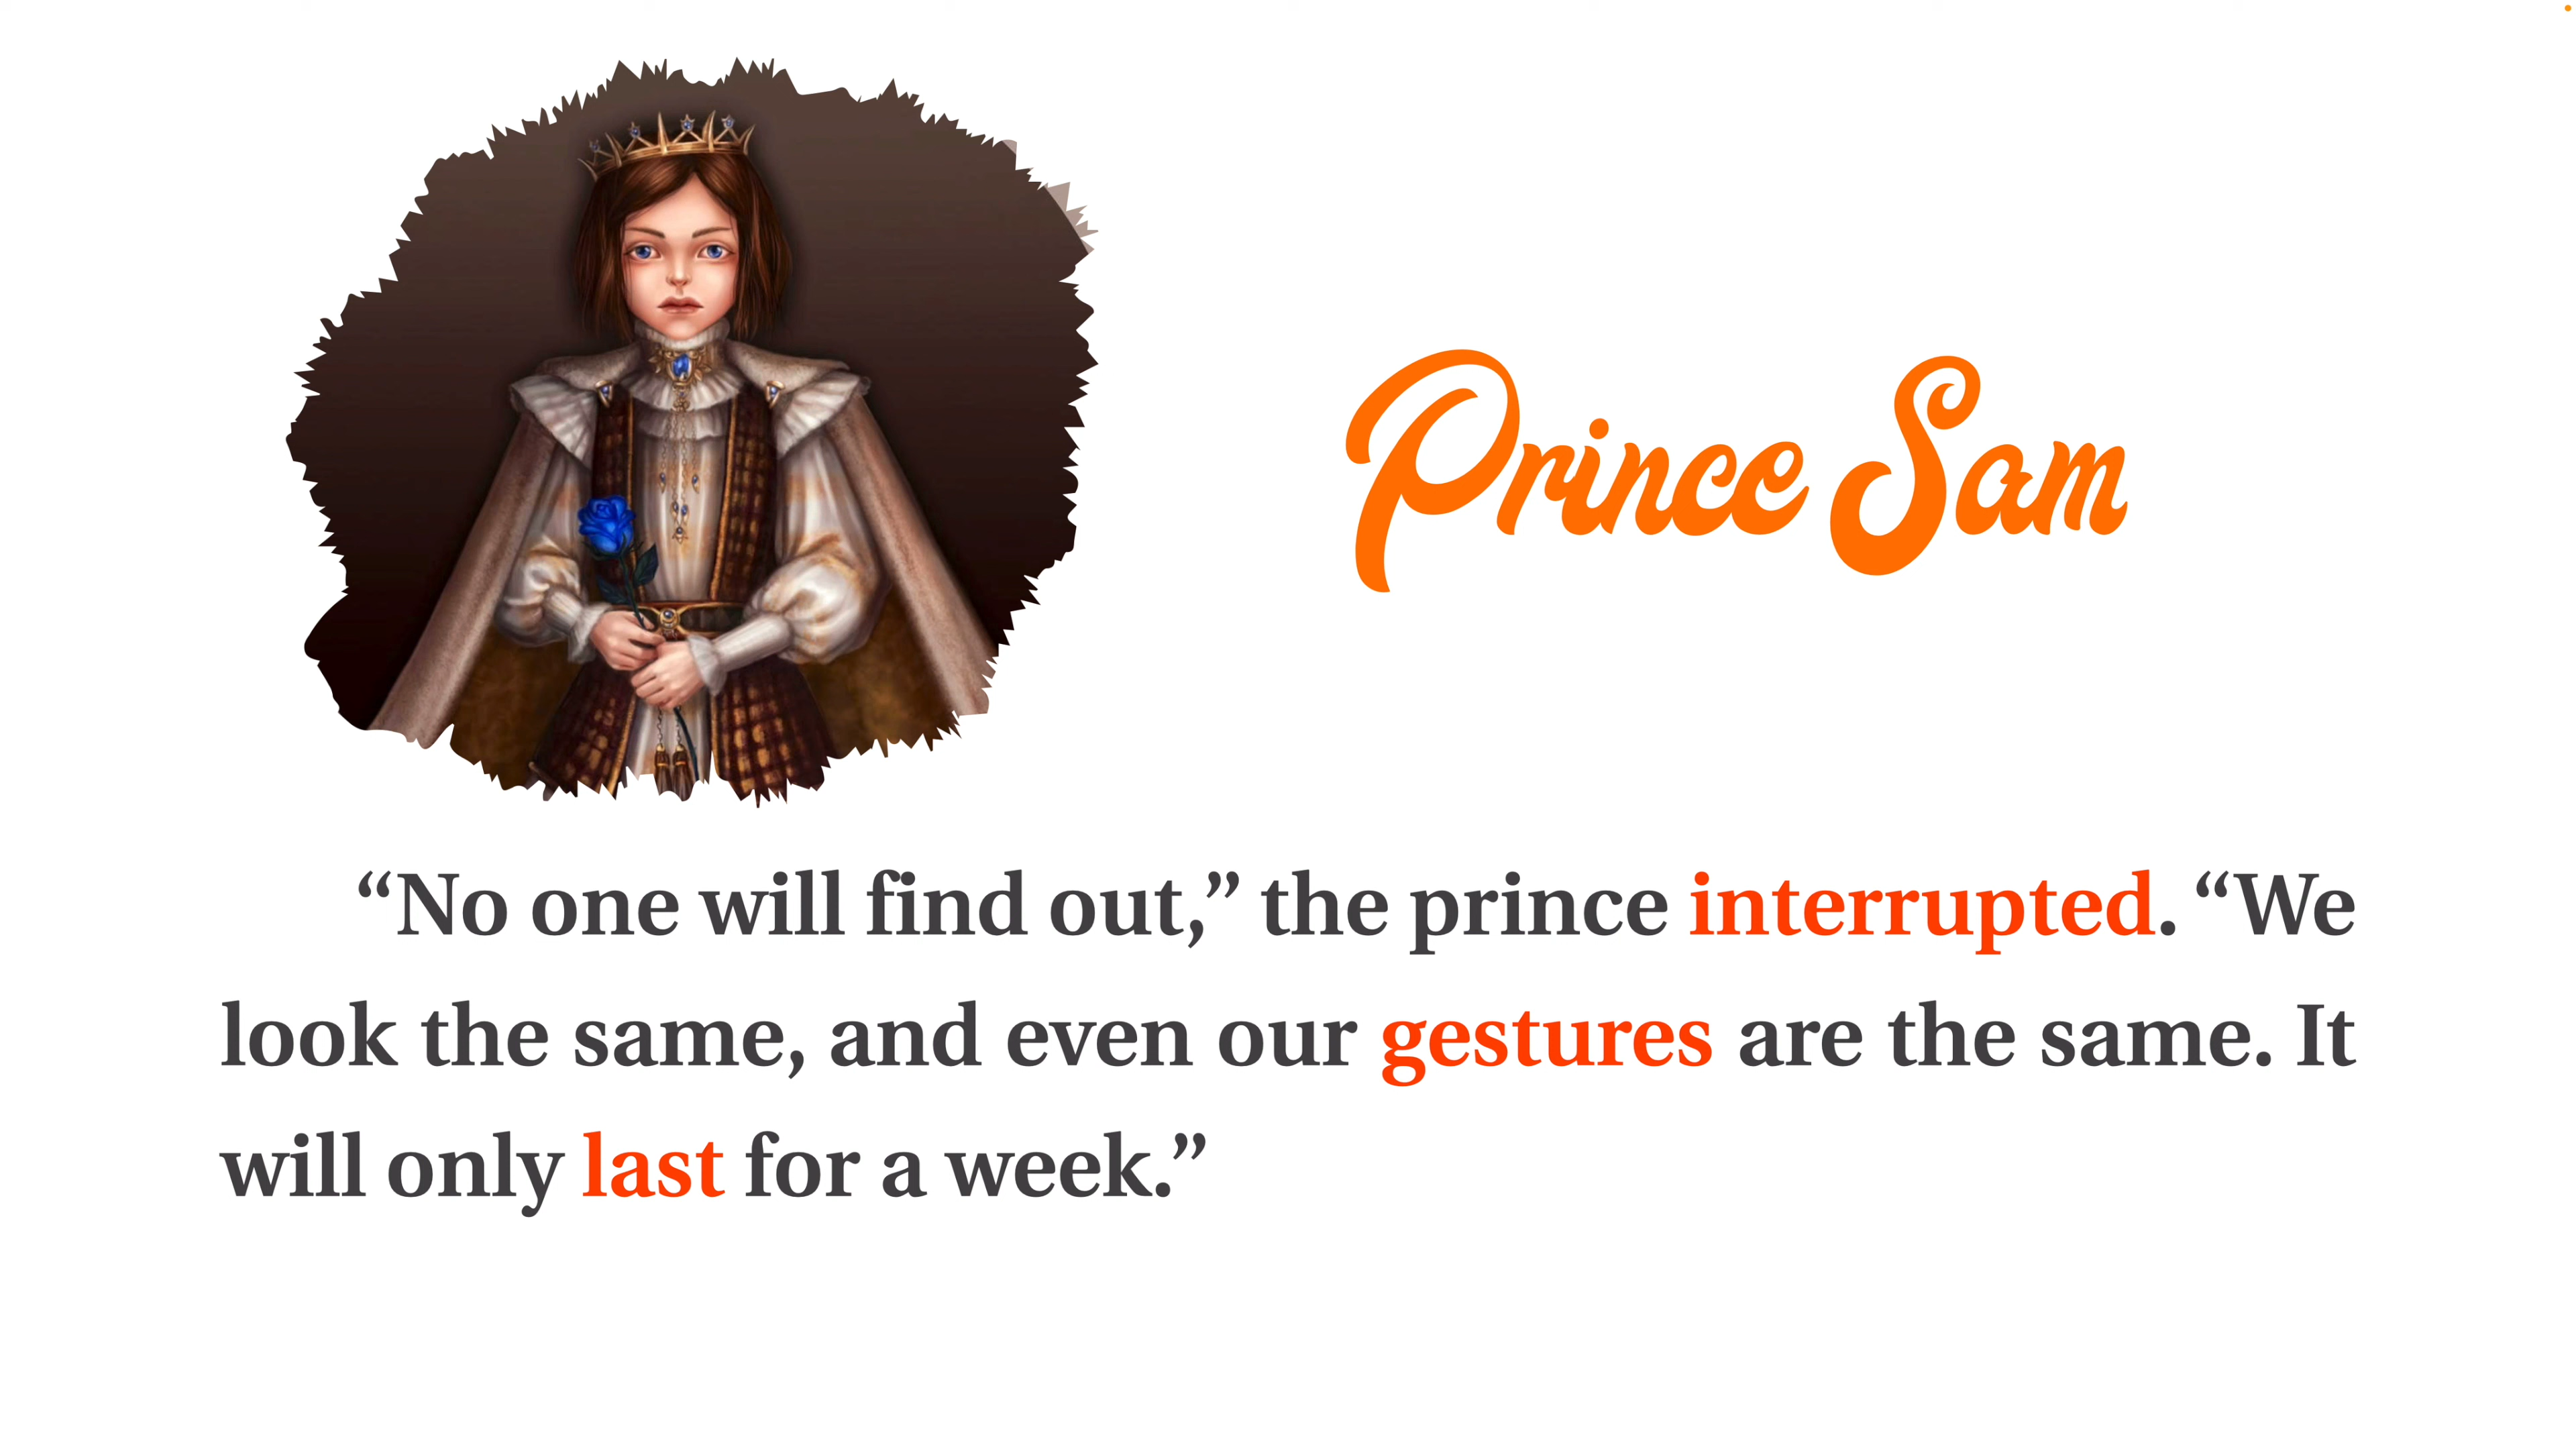 Prince Sam
“No one will find out,” the prince interrupted. “We
look the same, and even our gestures are the same. It
will only last for a week.”